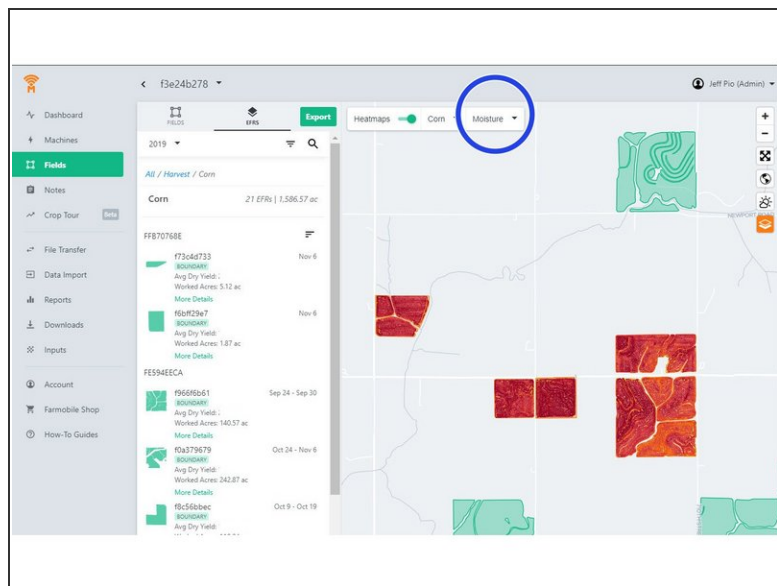 f3e24b278
Jeff Pio (Admin)
Dashboard
Machines
Fields
Notes
Crop Tour Beta
File Transfer
Data Import
Reports
Downloads
Inputs
Account
Farmobile Shop
How-To Guides
FIELDS
EFRS
Export
2019
All / Harvest / Corn
Corn 21 EFRs | 1,586.57 ac
FFB70768E
f73c4d733 Nov 6
BOUNDARY
Avg Dry Yield: .
Worked Acres: 5.12 ac
More Details
f6bff29e7 Nov 6
BOUNDARY
Avg Dry Yield:
Worked Acres: 1.87 ac
More Details
FE594EECA
f966f6b61 Sep 24 - Sep 30
BOUNDARY
Avg Dry Yield: .
Worked Acres: 140.57 ac
More Details
f0a379679 Oct 24 - Nov 6
BOUNDARY
Avg Dry Yield:
Worked Acres: 242.87 ac
More Details
f8c56bbec Oct 9 - Oct 19
BOUNDARY
Avg Dry Yield:
Heatmaps
Corn
Moisture
+
−
NEWPORT ROAD